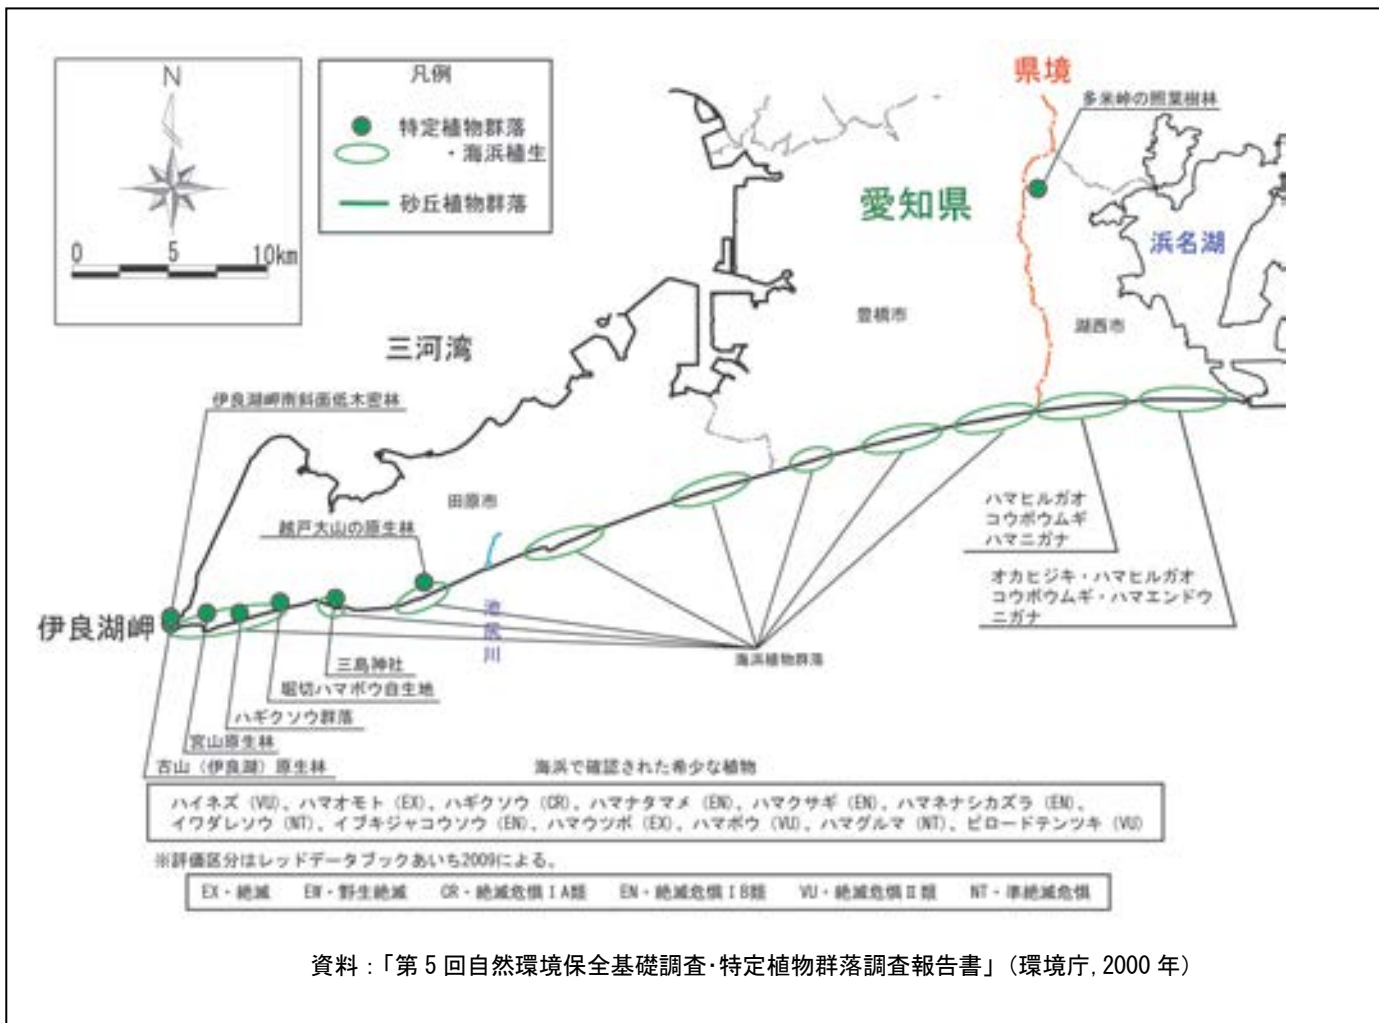 N
0 5 10km
凡例
特定植物群落
・海浜植生
砂丘植物群落
県境
多米峠の照葉樹林
愛知県
浜名湖
豊橋市
湖西市
三河湾
伊良湖岬南斜面低木密林
田原市
越戸大山の原生林
ハマヒルガオ
コウボウムギ
ハマニガナ
オカヒジキ・ハマヒルガオ
コウボウムギ・ハマエンドウ
ニガナ
伊良湖岬
池尻川
海浜植物群落
三島神社
堀切ハマボウ自生地
ハギクソウ群落
宮山原生林
古山（伊良湖）原生林
海浜で確認された希少な植物
ハイネズ（VU）、ハマオモト（EX）、ハギクソウ（CR）、ハマナタマメ（EN）、ハマクサギ（EN）、ハマネナシカズラ（EN）、
イワダレソウ（NT）、イブキジャコウソウ（EN）、ハマウツボ（EX）、ハマボウ（VU）、ハマグルマ（NT）、ビロードテンツキ（VU）
※評価区分はレッドデータブックあいち2009による。
EX・絶滅 EW・野生絶滅 CR・絶滅危惧ⅠA類 EN・絶滅危惧ⅠB類 VU・絶滅危惧Ⅱ類 NT・準絶滅危惧
資料：「第5回自然環境保全基礎調査・特定植物群落調査報告書」（環境庁，2000年）